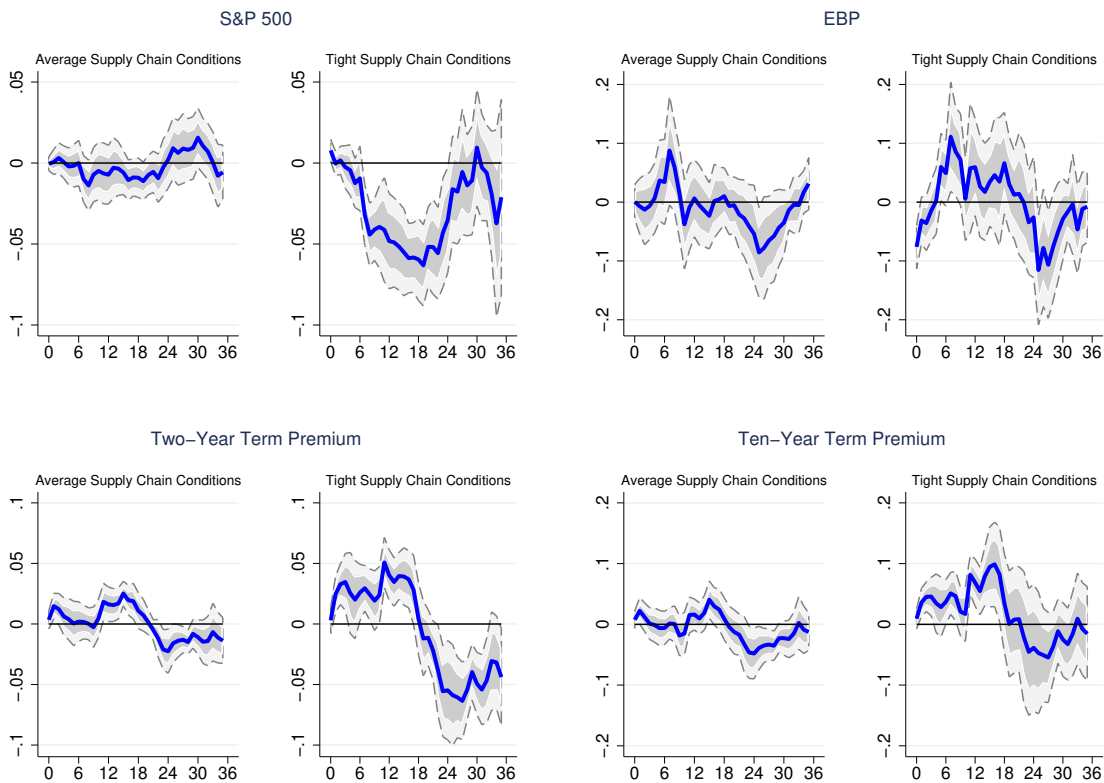 S&P 500
EBP
Average Supply Chain Conditions
Tight Supply Chain Conditions
Average Supply Chain Conditions
Tight Supply Chain Conditions
.05
0
-.05
-.1
.05
0
-.05
-.1
.2
.1
0
-.1
-.2
.2
.1
0
-.1
-.2
0 6 12 18 24 30 36
0 6 12 18 24 30 36
0 6 12 18 24 30 36
0 6 12 18 24 30 36
Two-Year Term Premium
Ten-Year Term Premium
Average Supply Chain Conditions
Tight Supply Chain Conditions
Average Supply Chain Conditions
Tight Supply Chain Conditions
.1
.05
0
-.05
-.1
.1
.05
0
-.05
-.1
.2
.1
0
-.1
-.2
.2
.1
0
-.1
-.2
0 6 12 18 24 30 36
0 6 12 18 24 30 36
0 6 12 18 24 30 36
0 6 12 18 24 30 36